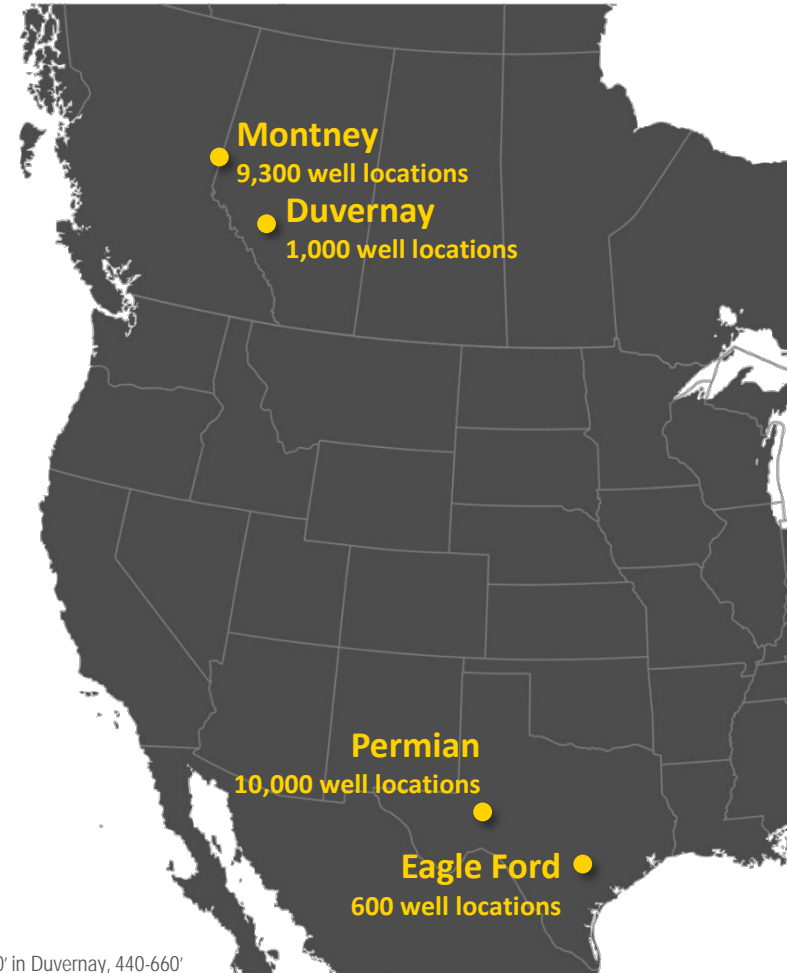 Montney
9,300 well locations
Duvernay
1,000 well locations
Permian
10,000 well locations
Eagle Ford
600 well locations
0' in Duvernay, 440-660'